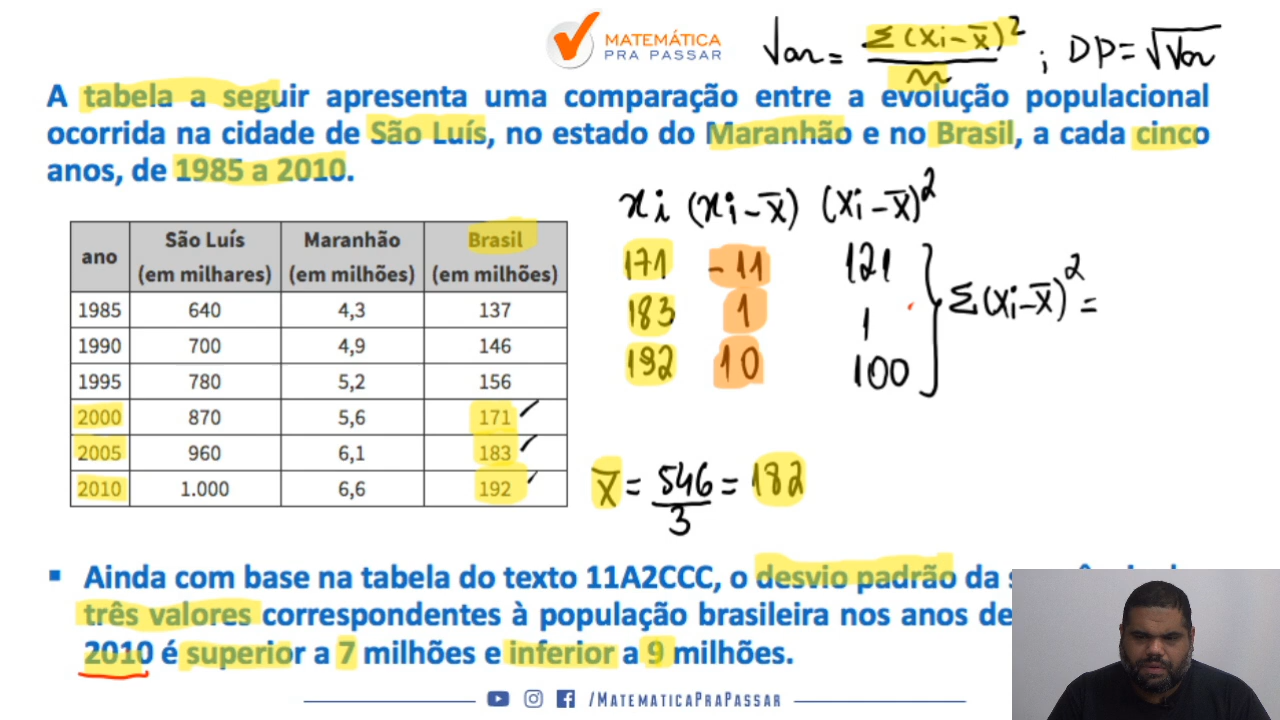 MATEMÁTICA
PRA PASSAR
Var = Σ(xi-x̄)² / n ; DP = √Var
A tabela a seguir apresenta uma comparação entre a evolução populacional
ocorrida na cidade de São Luís, no estado do Maranhão e no Brasil, a cada cinco
anos, de 1985 a 2010.
xi (xi-x̄) (xi-x̄)²
171 -11 121
183 1 1
192 10 100
Σ(xi-x̄)² =
ano São Luís (em milhares) Maranhão (em milhões) Brasil (em milhões)
1985 640 4,3 137
1990 700 4,9 146
1995 780 5,2 156
2000 870 5,6 171
2005 960 6,1 183
2010 1.000 6,6 192
x̄ = 546/3 = 182
Ainda com base na tabela do texto 11A2CCC, o desvio padrão da
três valores correspondentes à população brasileira nos anos de
2010 é superior a 7 milhões e inferior a 9 milhões.
/MATEMATICAPRAPASSAR